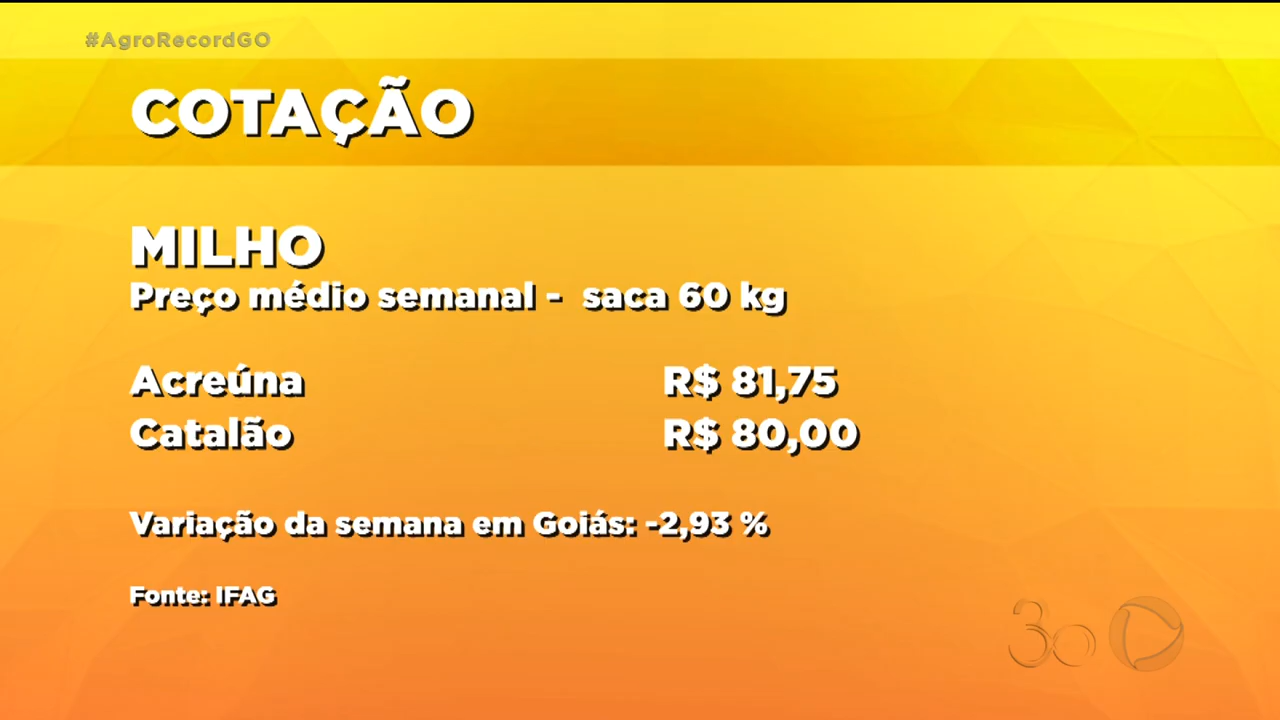 #AgroRecordGO
COTAÇÃO
MILHO
Preço médio semanal - saca 60 kg
Acreúna R$ 81,75
Catalão R$ 80,00
Variação da semana em Goiás: -2,93 %
Fonte: IFAG
30